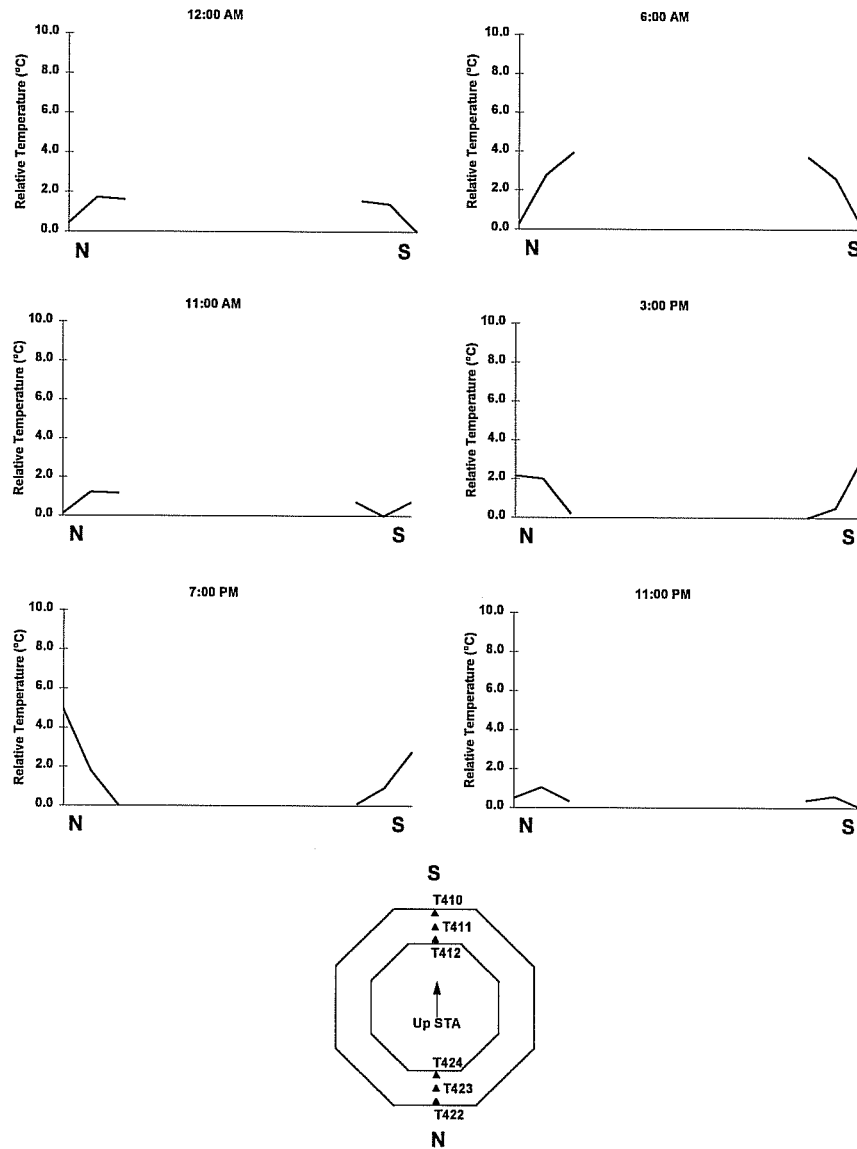 12:00 AM
Relative Temperature (°C)
10.0
8.0
6.0
4.0
2.0
0.0
N S
6:00 AM
Relative Temperature (°C)
10.0
8.0
6.0
4.0
2.0
0.0
N S
11:00 AM
Relative Temperature (°C)
10.0
8.0
6.0
4.0
2.0
0.0
N S
3:00 PM
Relative Temperature (°C)
10.0
8.0
6.0
4.0
2.0
0.0
N S
7:00 PM
Relative Temperature (°C)
10.0
8.0
6.0
4.0
2.0
0.0
N S
11:00 PM
Relative Temperature (°C)
10.0
8.0
6.0
4.0
2.0
0.0
N S
S
T410
T411
T412
Up STA
T424
T423
T422
N